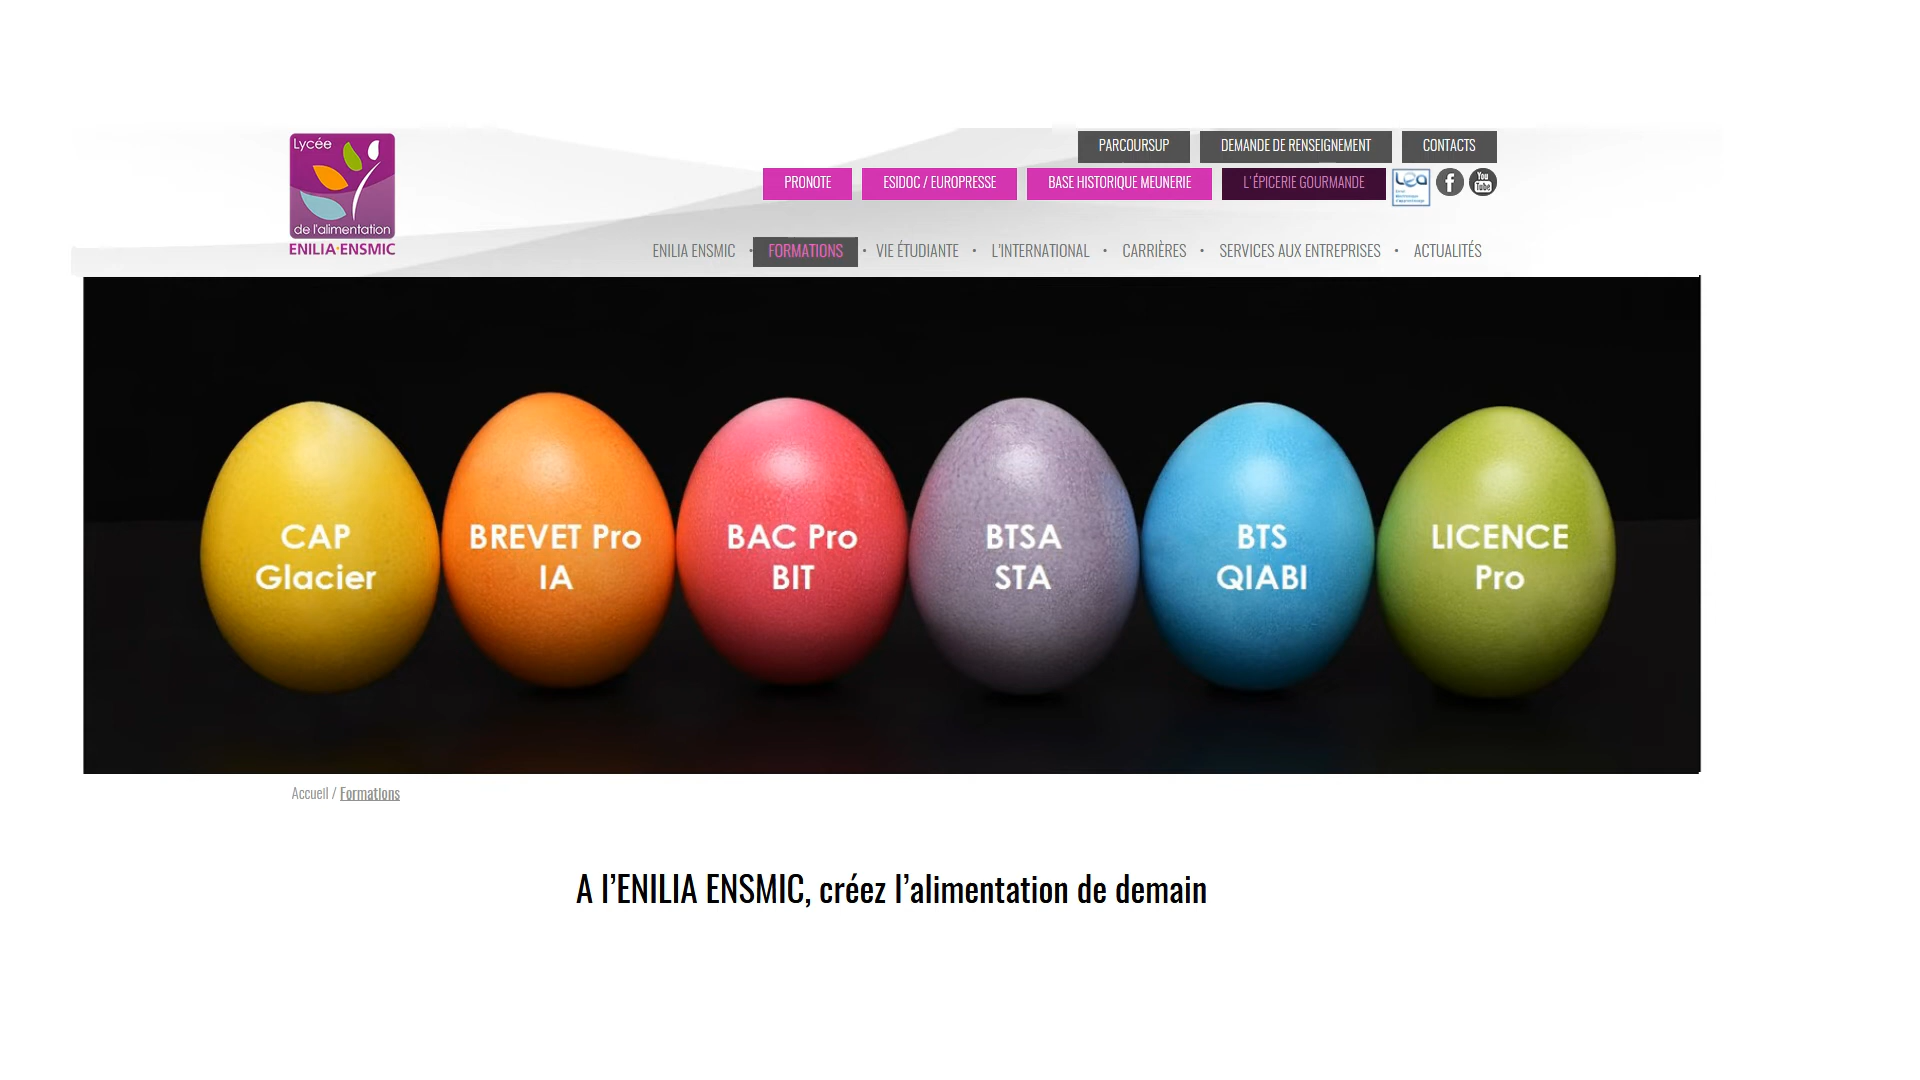 Lycée
de l'alimentation
ENILIA·ENSMIC
PARCOURSUP
DEMANDE DE RENSEIGNEMENT
CONTACTS
PRONOTE
ESIDOC / EUROPRESSE
BASE HISTORIQUE MEUNERIE
L'ÉPICERIE GOURMANDE
Lea
f
You
Tube
ENILIA ENSMIC • FORMATIONS • VIE ÉTUDIANTE • L'INTERNATIONAL • CARRIÈRES • SERVICES AUX ENTREPRISES • ACTUALITÉS
CAP
Glacier
BREVET Pro
IA
BAC Pro
BIT
BTSA
STA
BTS
QIABI
LICENCE
Pro
Accueil / Formations
A l’ENILIA ENSMIC, créez l’alimentation de demain